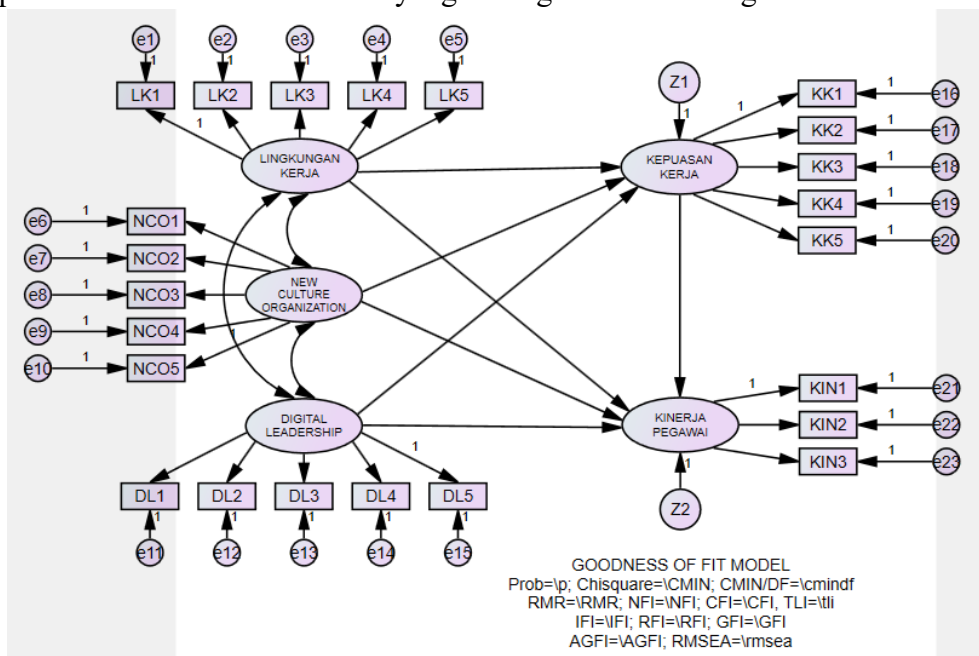 e1 e2 e3 e4 e5
1 1 1 1 1
LK1 LK2 LK3 LK4 LK5
1
LINGKUNGAN
KERJA
Z1
1
KEPUASAN
KERJA
1
KK1 1 e16
KK2 1 e17
KK3 1 e18
KK4 1 e19
KK5 1 e20
e6 1 NCO1
e7 1 NCO2
e8 1 NCO3
e9 1 NCO4
e10 1 NCO5
1
NEW
CULTURE
ORGANIZATION
DIGITAL
LEADERSHIP
1
DL1 DL2 DL3 DL4 DL5
1 1 1 1 1
e11 e12 e13 e14 e15
KINERJA
PEGAWAI
1
Z2
1
KIN1 1 e21
KIN2 1 e22
KIN3 1 e23
GOODNESS OF FIT MODEL
Prob=\p; Chisquare=\CMIN; CMIN/DF=\cmindf
RMR=\RMR; NFI=\NFI; CFI=\CFI, TLI=\tli
IFI=\IFI; RFI=\RFI; GFI=\GFI
AGFI=\AGFI; RMSEA=\rmsea